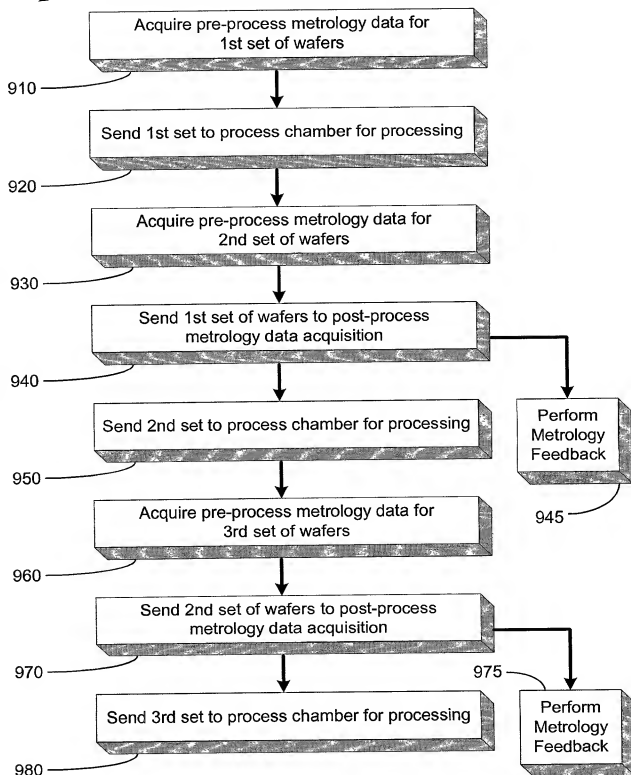 Acquire pre-process metrology data for
1st set of wafers
910
Send 1st set to process chamber for processing
920
Acquire pre-process metrology data for
2nd set of wafers
930
Send 1st set of wafers to post-process
metrology data acquisition
940
Perform
Metrology
Feedback
945
Send 2nd set to process chamber for processing
950
Acquire pre-process metrology data for
3rd set of wafers
960
Send 2nd set of wafers to post-process
metrology data acquisition
970
975
Perform
Metrology
Feedback
Send 3rd set to process chamber for processing
980